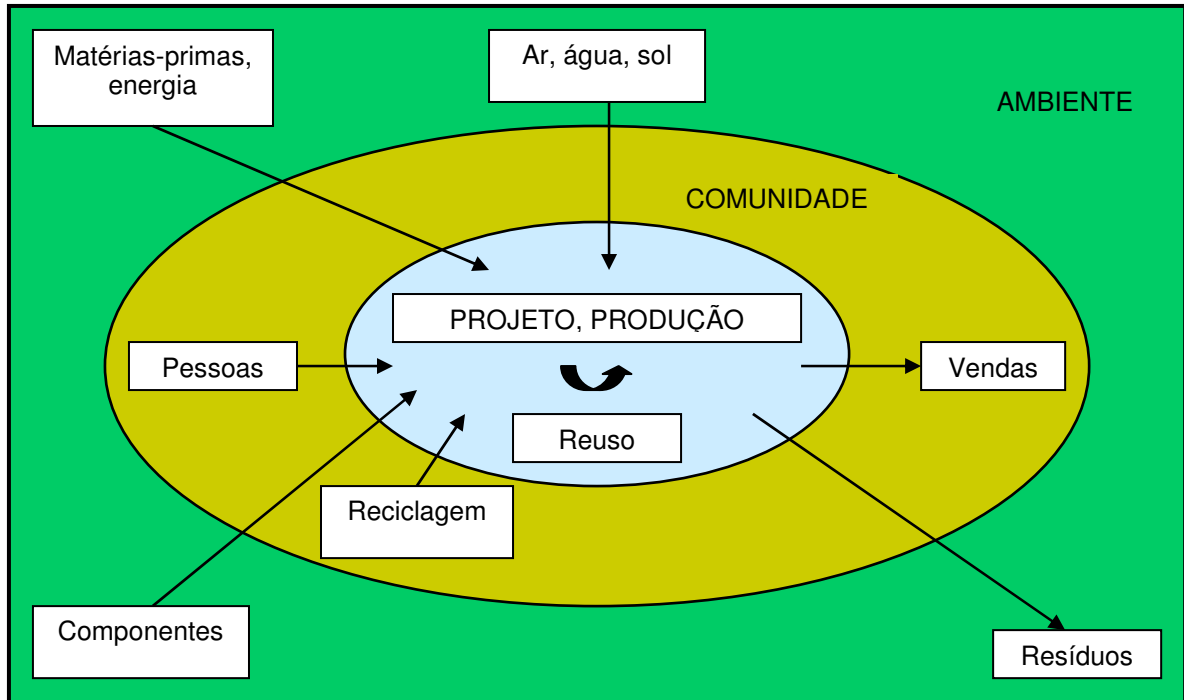 Matérias-primas,
energia
Ar, água, sol
AMBIENTE
COMUNIDADE
PROJETO, PRODUÇÃO
Pessoas
Vendas
Reuso
Reciclagem
Componentes
Resíduos